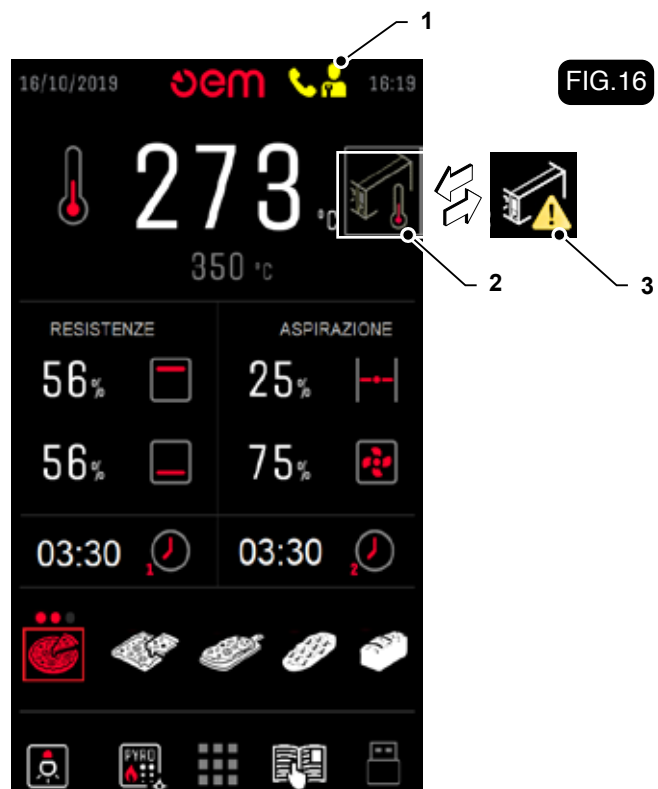 1
16/10/2019 oem 16:19
FIG.16
273 °C
350 °C
2
3
RESISTENZE ASPIRAZIONE
56% 25%
56% 75%
03:30 1 03:30 2
PYRO